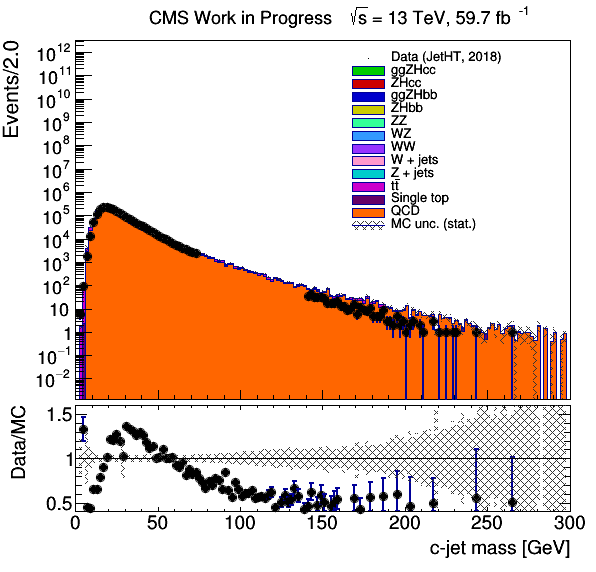 CMS Work in Progress √s = 13 TeV, 59.7 fb⁻¹
Events/2.0
10¹²
10¹¹
10¹⁰
10⁹
10⁸
10⁷
10⁶
10⁵
10⁴
10³
10²
10
1
10⁻¹
10⁻²
Data (JetHT, 2018)
ggZHcc
ZHcc
ggZHbb
ZHbb
ZZ
WZ
WW
W + jets
Z + jets
tt̄
Single top
QCD
MC unc. (stat.)
Data/MC
1.5
1
0.5
0 50 100 150 200 250 300
c-jet mass [GeV]